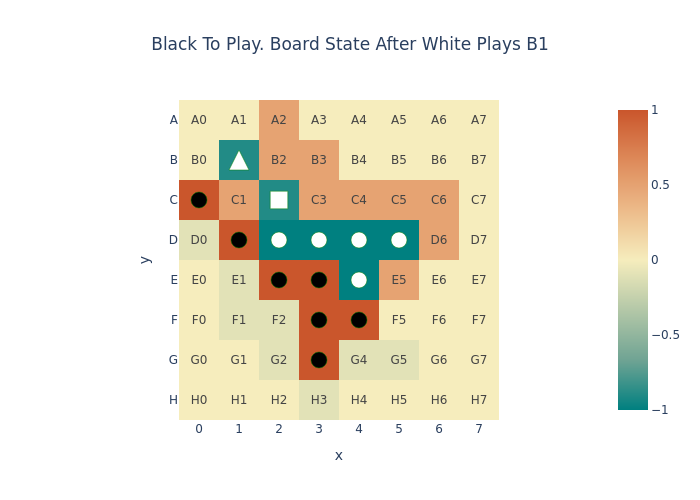 Black To Play. Board State After White Plays B1
A A0 A1 A2 A3 A4 A5 A6 A7
B B0 B2 B3 B4 B5 B6 B7
C C1 C3 C4 C5 C6 C7
D D0 D6 D7
E E0 E1 E5 E6 E7
F F0 F1 F2 F5 F6 F7
G G0 G1 G2 G4 G5 G6 G7
H H0 H1 H2 H3 H4 H5 H6 H7
0 1 2 3 4 5 6 7
x
y
1
0.5
0
−0.5
−1